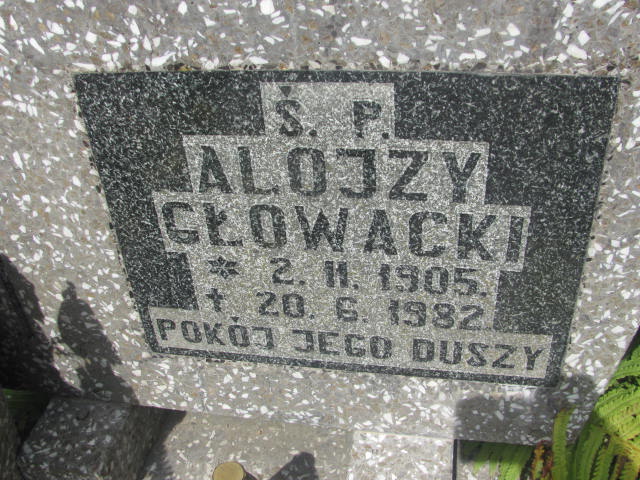 Ś. P.
ALOJZY
GŁOWACKI
* 2. 11. 1905.
† 20. 6. 1982
POKÓJ JEGO DUSZY